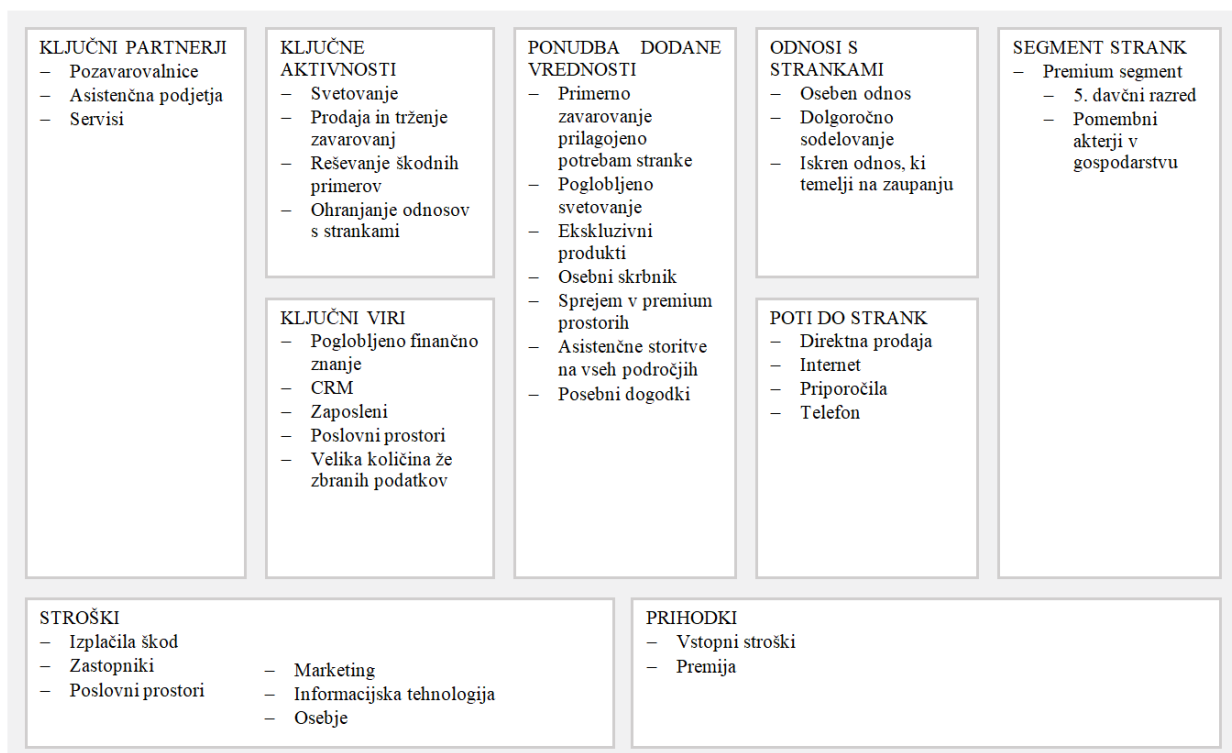 KLJUČNI PARTNERJI
– Pozavarovalnice
– Asistenčna podjetja
– Servisi
KLJUČNE
AKTIVNOSTI
– Svetovanje
– Prodaja in trženje
zavarovanj
– Reševanje škodnih
primerov
– Ohranjanje odnosov
s strankami
KLJUČNI VIRI
– Poglobljeno finančno
znanje
– CRM
– Zaposleni
– Poslovni prostori
– Velika količina že
zbranih podatkov
PONUDBA DODANE
VREDNOSTI
– Primerno
zavarovanje
prilagojeno
potrebam stranke
– Poglobljeno
svetovanje
– Ekskluzivni
produkti
– Osebni skrbnik
– Sprejem v premium
prostorih
– Asistenčne storitve
na vseh področjih
– Posebni dogodki
ODNOSI S
STRANKAMI
– Oseben odnos
– Dolgoročno
sodelovanje
– Iskren odnos, ki
temelji na zaupanju
POTI DO STRANK
– Direktna prodaja
– Internet
– Priporočila
– Telefon
SEGMENT STRANK
– Premium segment
– 5. davčni razred
– Pomembni
akterji v
gospodarstvu
STROŠKI
– Izplačila škod
– Zastopniki
– Poslovni prostori
– Marketing
– Informacijska tehnologija
– Osebje
PRIHODKI
– Vstopni stroški
– Premija